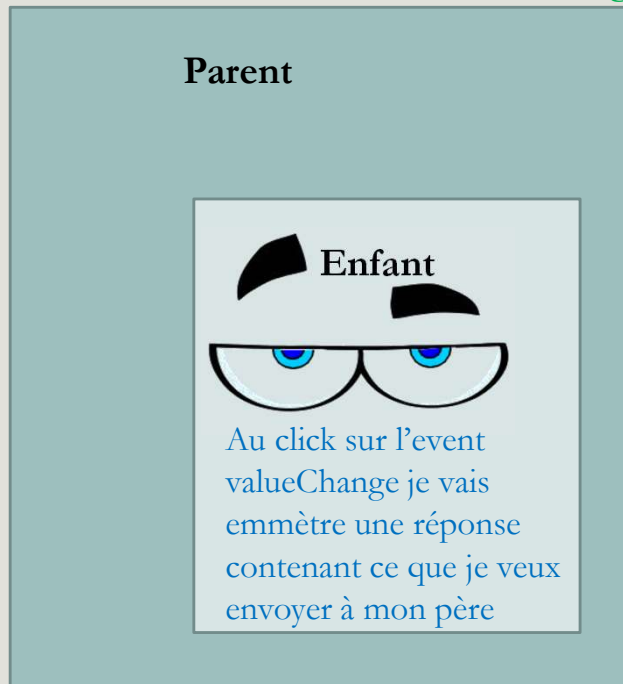 Parent
Enfant
Au click sur l’event
valueChange je vais
emmètre une réponse
contenant ce que je veux
envoyer à mon père